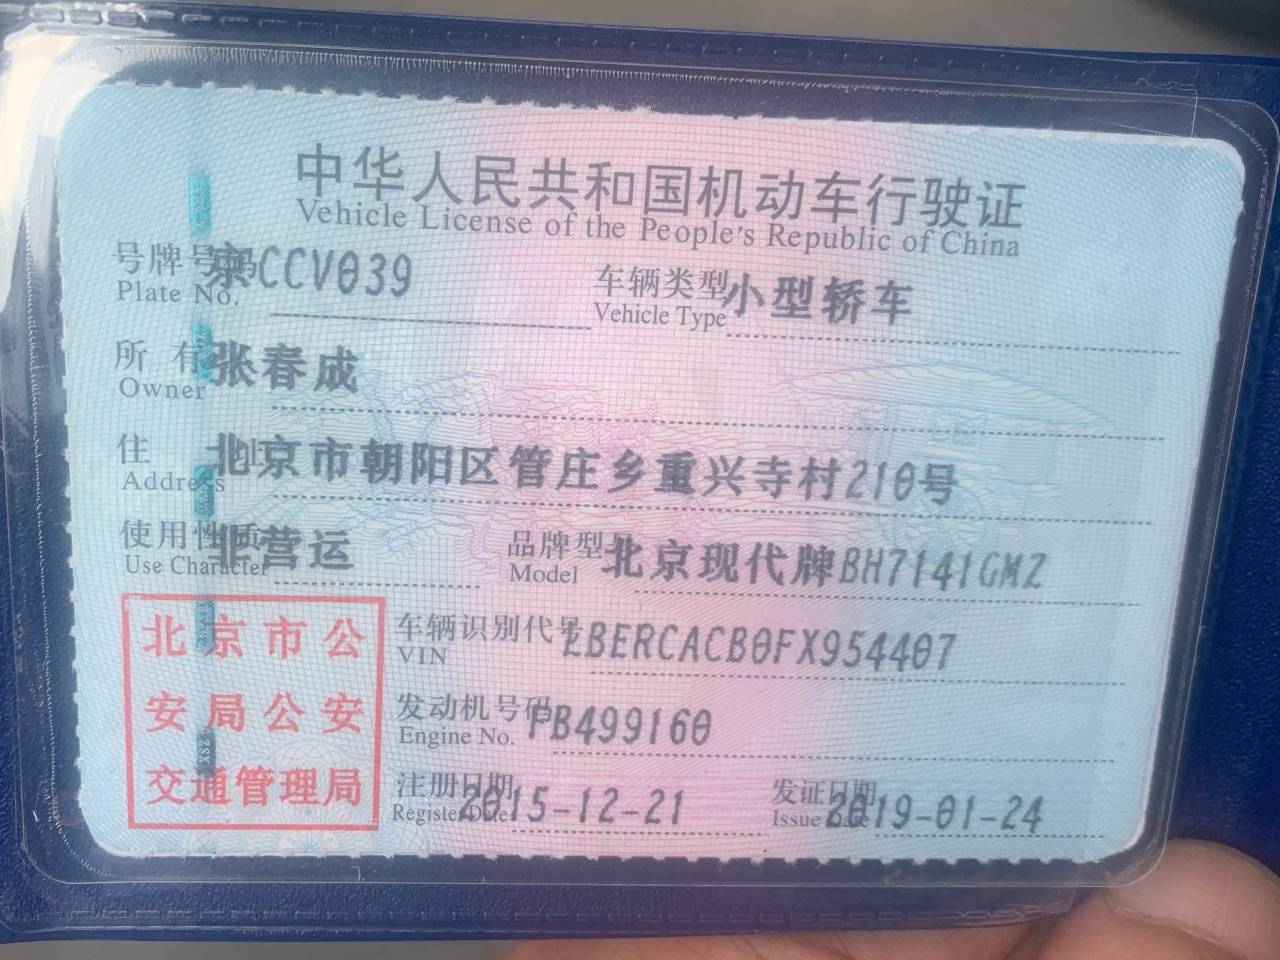 中华人民共和国机动车行驶证
Vehicle License of the People's Republic of China
号牌号码 京CCV039 车辆类型 小型轿车
Plate No. Vehicle Type
所有 张春成
Owner
住址 北京市朝阳区管庄乡重兴寺村210号
Address
使用性质 非营运 品牌型号 北京现代牌BH7141GMZ
Use Character Model
北京市公
安局公安
交通管理局
车辆识别代号 LBERCACB0FX954407
VIN
发动机号码 FB499160
Engine No.
注册日期 2015-12-21 发证日期 2019-01-24
Register Date Issue Date
XSZ